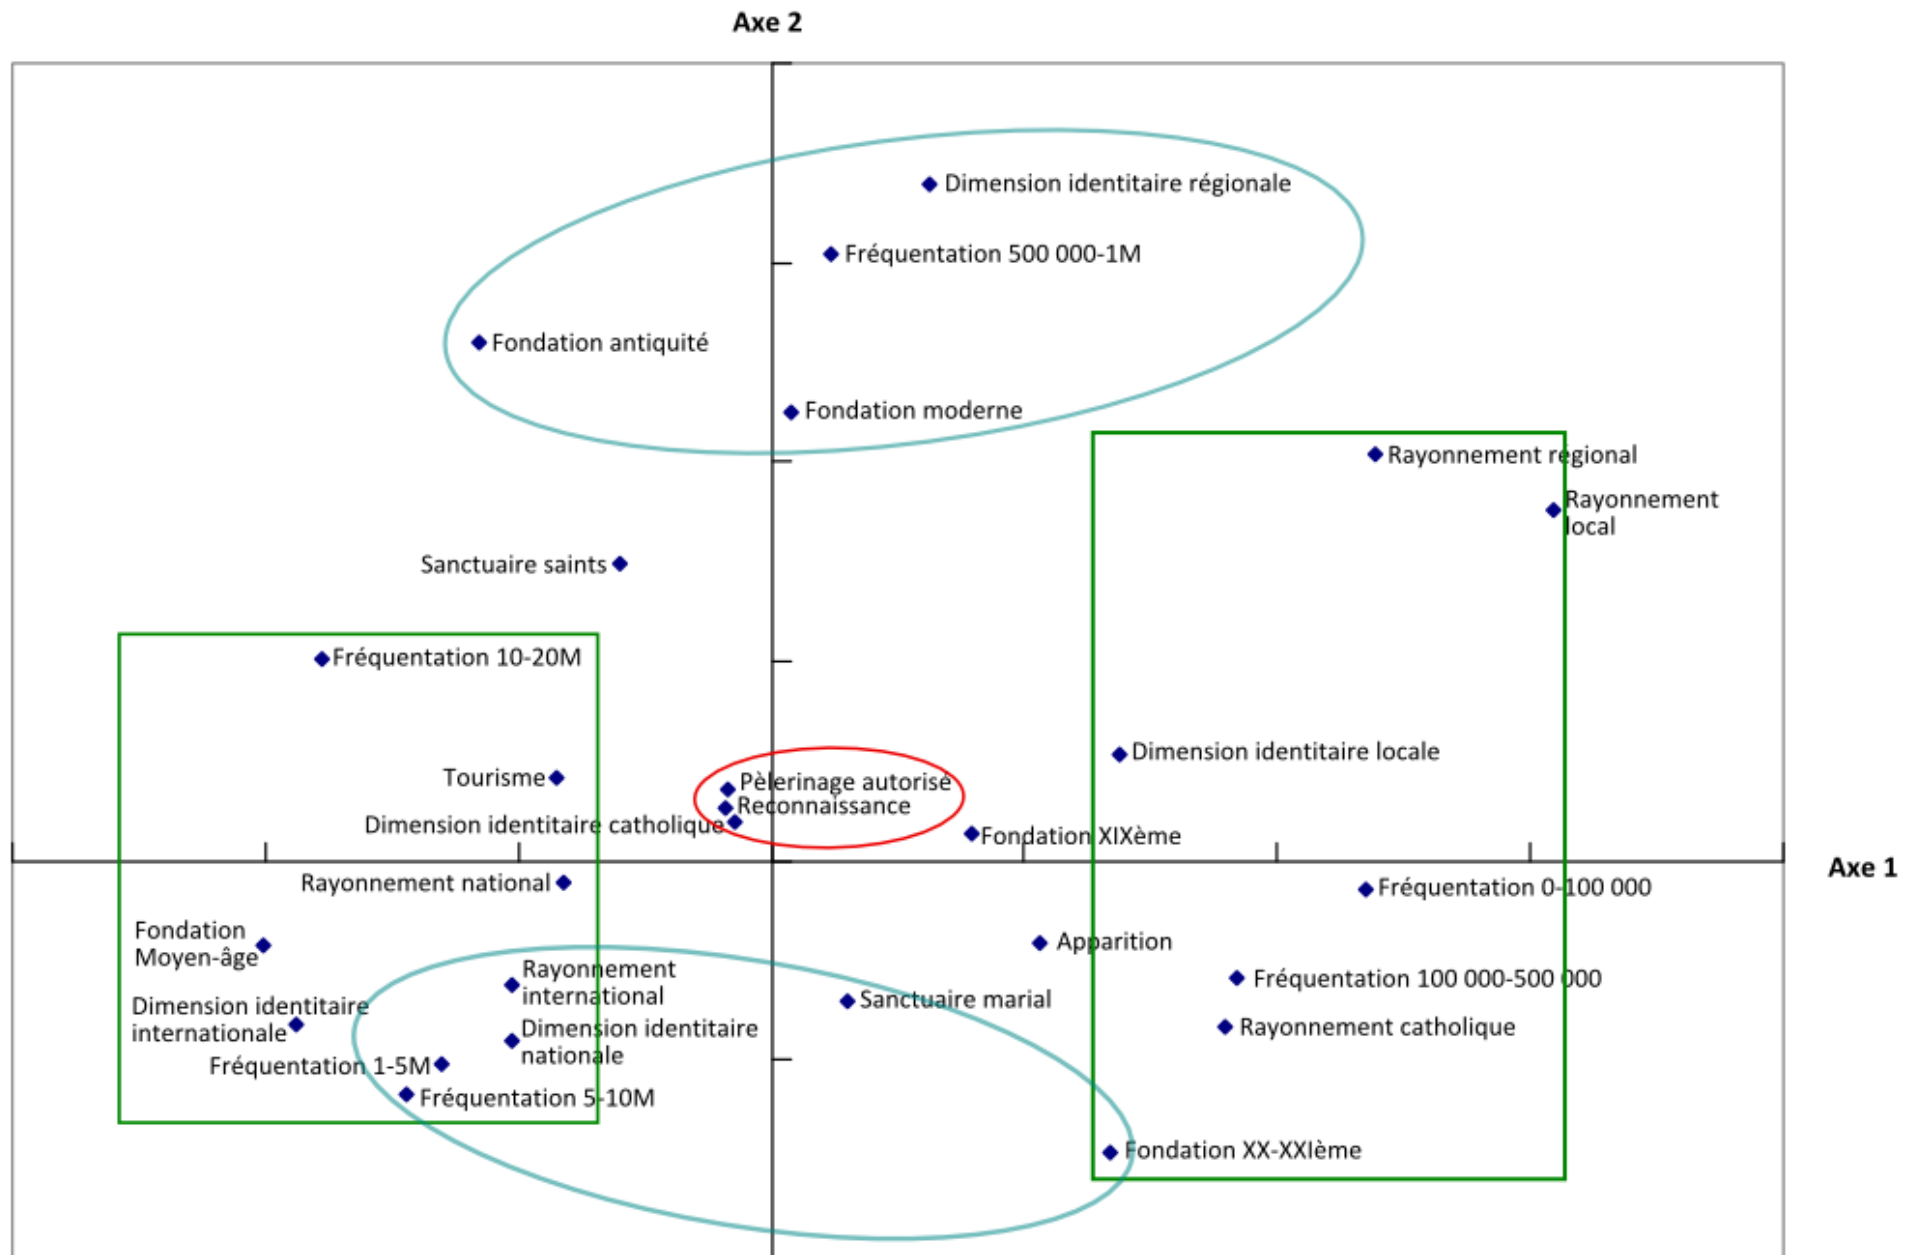 Axe 2
Dimension identitaire régionale
Fréquentation 500 000-1M
Fondation antiquité
Fondation moderne
Rayonnement régional
Rayonnement
local
Sanctuaire saints
Fréquentation 10-20M
Dimension identitaire locale
Tourisme
Pèlerinage autorisé
Reconnaissance
Dimension identitaire catholique
Fondation XIXème
Axe 1
Rayonnement national
Fréquentation 0-100 000
Fondation
Moyen-âge
Apparition
Rayonnement
international
Fréquentation 100 000-500 000
Sanctuaire marial
Dimension identitaire
internationale
Rayonnement catholique
Dimension identitaire
nationale
Fréquentation 1-5M
Fréquentation 5-10M
Fondation XX-XXIème